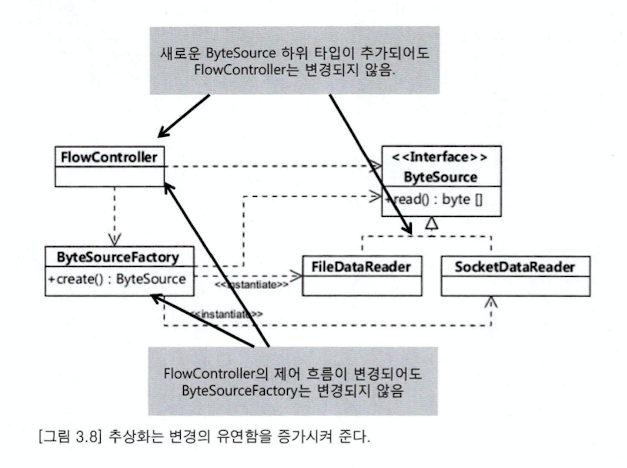 새로운 ByteSource 하위 타입이 추가되어도
FlowController는 변경되지 않음.
FlowController
<<Interface>>
ByteSource
+read() : byte []
ByteSourceFactory
+create() : ByteSource
<<instantiate>>
FileDataReader
SocketDataReader
<<instantiate>>
FlowController의 제어 흐름이 변경되어도
ByteSourceFactory는 변경되지 않음
[그림 3.8] 추상화는 변경의 유연함을 증가시켜 준다.